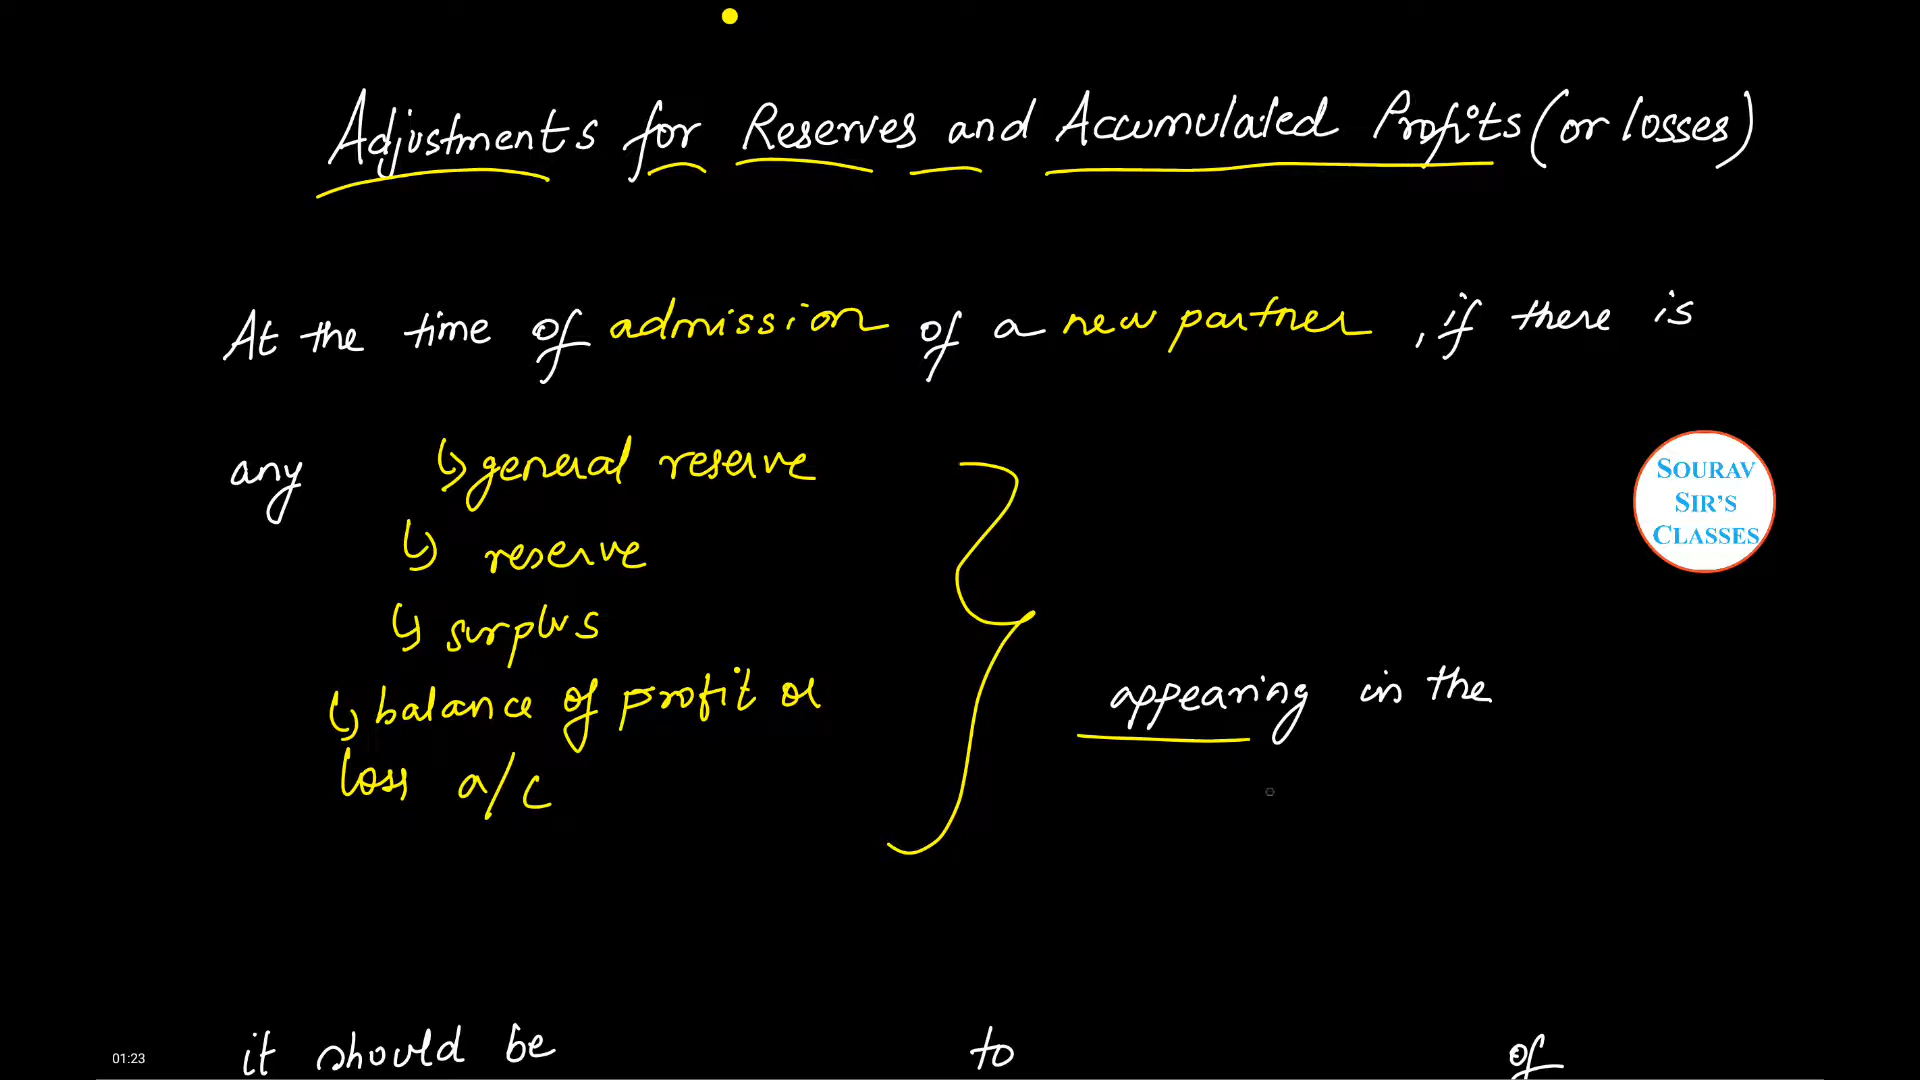 Adjustments for Reserves and Accumulated Profits (or losses)
At the time of admission of a new partner, if there is
any ↳ general reserve
↳ reserve
↳ surplus
↳ balance of profit or
loss a/c
appearing in the
SOURAV
SIR'S
CLASSES
it should be to of
01:23